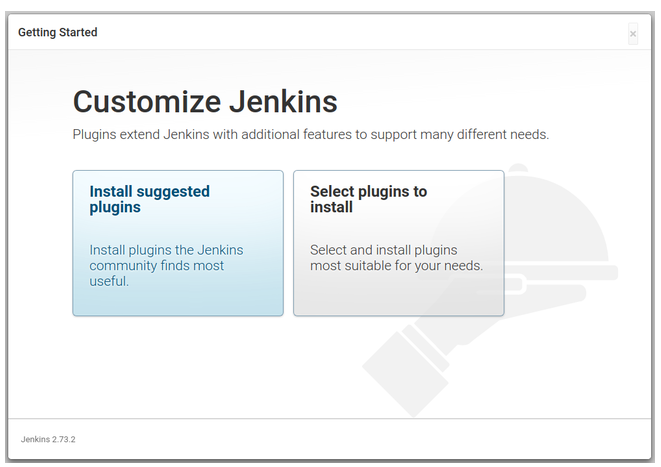 Getting Started
×
Customize Jenkins
Plugins extend Jenkins with additional features to support many different needs.
Install suggested
plugins
Install plugins the Jenkins
community finds most
useful.
Select plugins to
install
Select and install plugins
most suitable for your needs.
Jenkins 2.73.2